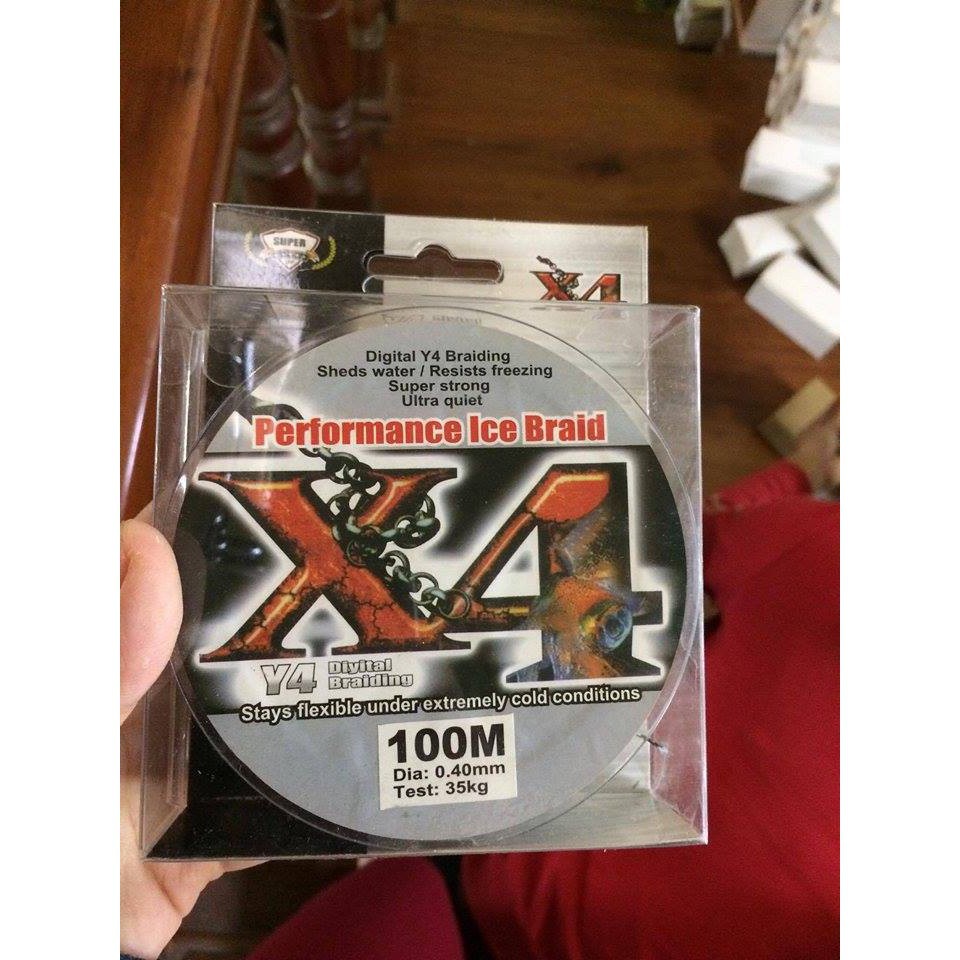 SUPER
X4
Digital Y4 Braiding
Sheds water / Resists freezing
Super strong
Ultra quiet
Performance Ice Braid
X4
Y4 Diyital
Braiding
Stays flexible under extremely cold conditions
100M
Dia: 0.40mm
Test: 35kg